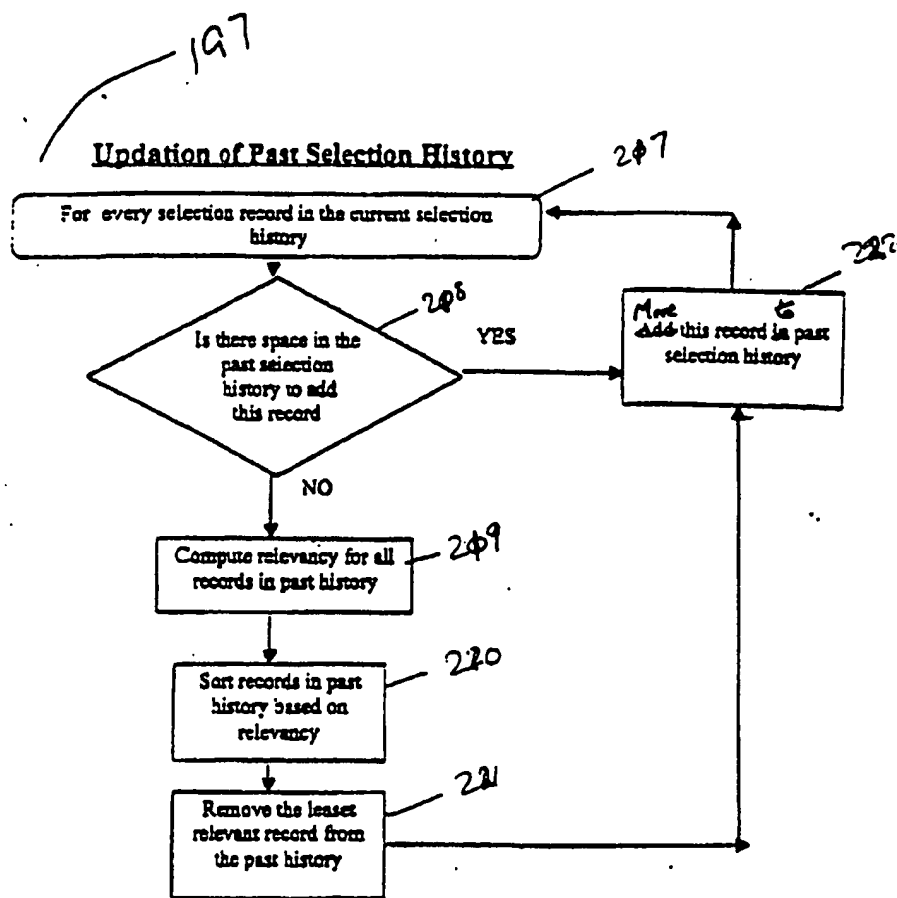 197
Updation of Past Selection History
207
For every selection record in the current selection
history
208
Is there space in the
past selection
history to add
this record
YES
Move to
Add this record in past
selection history
NO
209
Compute relevancy for all
records in past history
220
Sort records in past
history based on
relevancy
221
Remove the leaset
relevant record from
the past history